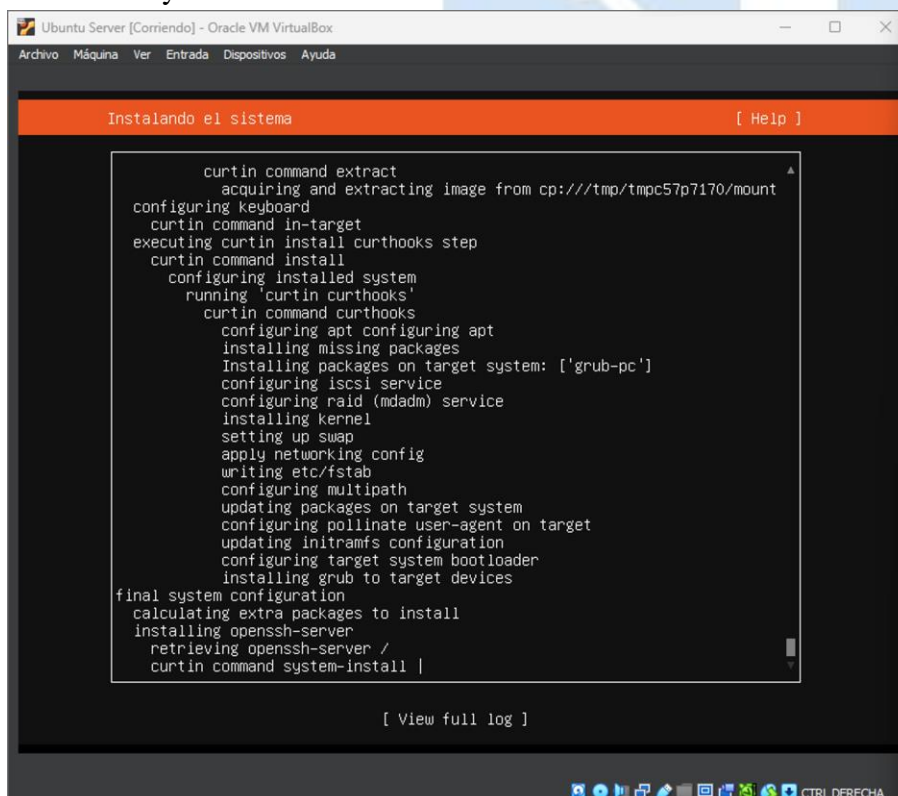 Ubuntu Server [Corriendo] - Oracle VM VirtualBox
Archivo Máquina Ver Entrada Dispositivos Ayuda
Instalando el sistema [ Help ]
curtin command extract
acquiring and extracting image from cp:///tmp/tmpc57p7170/mount
configuring keyboard
curtin command in-target
executing curtin install curthooks step
curtin command install
configuring installed system
running 'curtin curthooks'
curtin command curthooks
configuring apt configuring apt
installing missing packages
Installing packages on target system: ['grub-pc']
configuring iscsi service
configuring raid (mdadm) service
installing kernel
setting up swap
apply networking config
writing etc/fstab
configuring multipath
updating packages on target system
configuring pollinate user-agent on target
updating initramfs configuration
configuring target system bootloader
installing grub to target devices
final system configuration
calculating extra packages to install
installing openssh-server
retrieving openssh-server /
curtin command system-install |
[ View full log ]
CTRL DERECHA